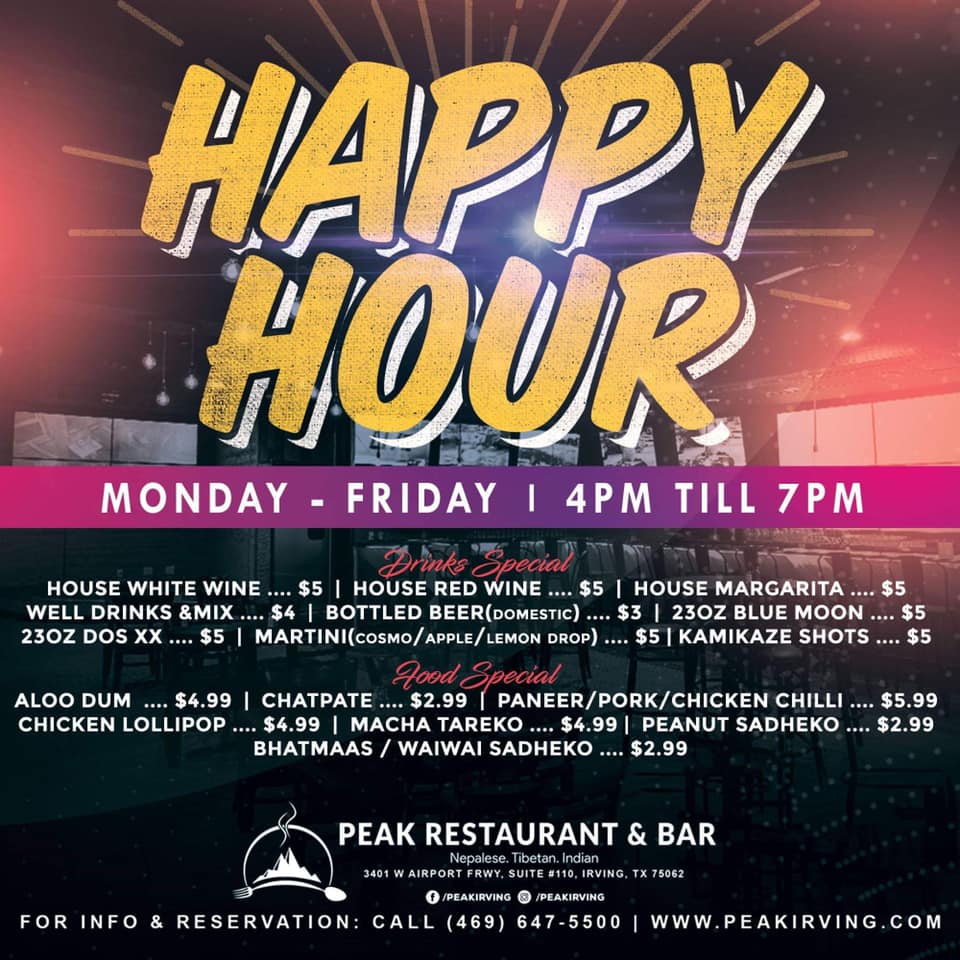 HAPPY
HOUR
MONDAY - FRIDAY | 4PM TILL 7PM
Drinks Special
HOUSE WHITE WINE .... $5 | HOUSE RED WINE .... $5 | HOUSE MARGARITA .... $5
WELL DRINKS &MIX .... $4 | BOTTLED BEER(DOMESTIC) .... $3 | 23OZ BLUE MOON .... $5
23OZ DOS XX .... $5 | MARTINI(COSMO/APPLE/LEMON DROP) .... $5 | KAMIKAZE SHOTS .... $5
Food Special
ALOO DUM .... $4.99 | CHATPATE .... $2.99 | PANEER/PORK/CHICKEN CHILLI .... $5.99
CHICKEN LOLLIPOP .... $4.99 | MACHA TAREKO .... $4.99 | PEANUT SADHEKO .... $2.99
BHATMAAS / WAIWAI SADHEKO .... $2.99
PEAK RESTAURANT & BAR
Nepalese. Tibetan. Indian
3401 W AIRPORT FRWY, SUITE #110, IRVING, TX 75062
/PEAKIRVING /PEAKIRVING
FOR INFO & RESERVATION: CALL (469) 647-5500 | WWW.PEAKIRVING.COM